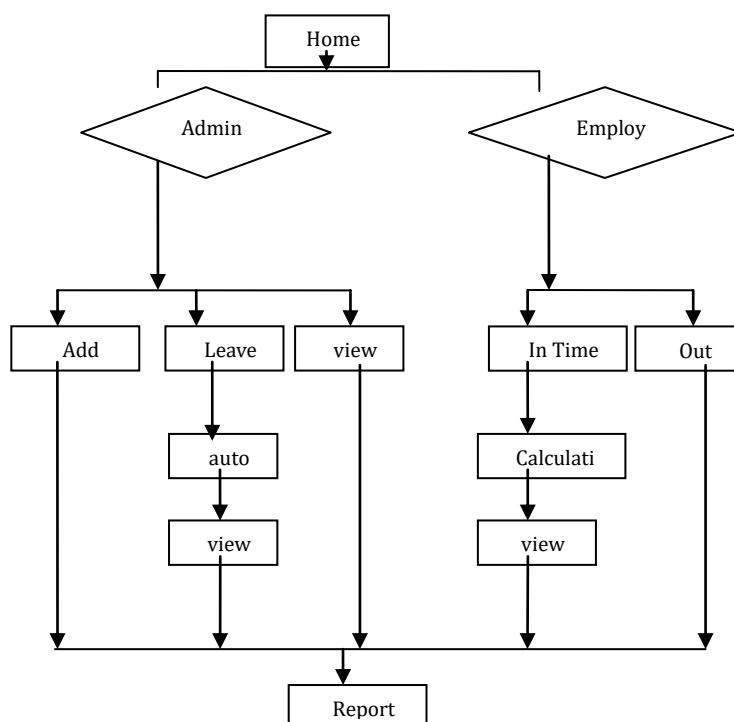 Home
Admin
Employ
Add
Leave
view
In Time
Out
auto
Calculati
view
view
Report